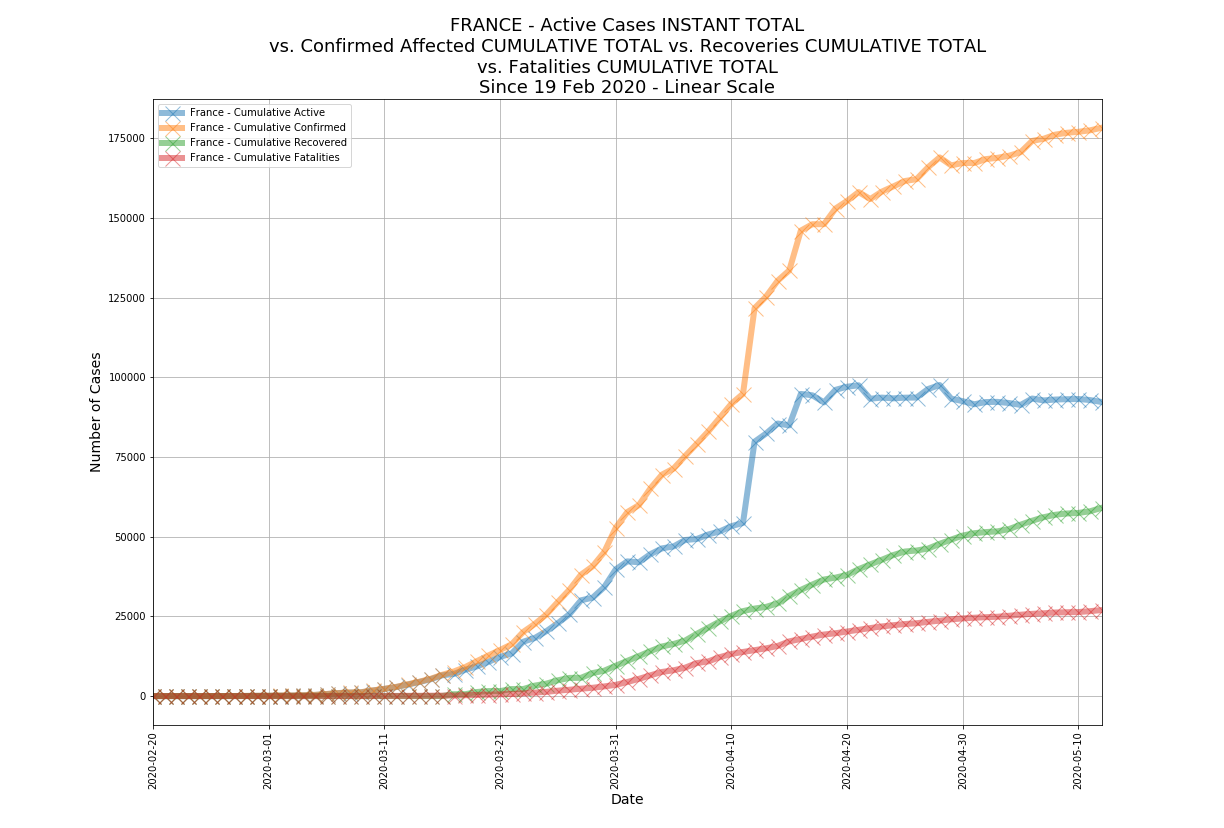 FRANCE - Active Cases INSTANT TOTAL
vs. Confirmed Affected CUMULATIVE TOTAL vs. Recoveries CUMULATIVE TOTAL
vs. Fatalities CUMULATIVE TOTAL
Since 19 Feb 2020 - Linear Scale
France - Cumulative Active
France - Cumulative Confirmed
France - Cumulative Recovered
France - Cumulative Fatalities
Number of Cases
175000
150000
125000
100000
75000
50000
25000
0
2020-02-20
2020-03-01
2020-03-11
2020-03-21
2020-03-31
2020-04-10
2020-04-20
2020-04-30
2020-05-10
Date